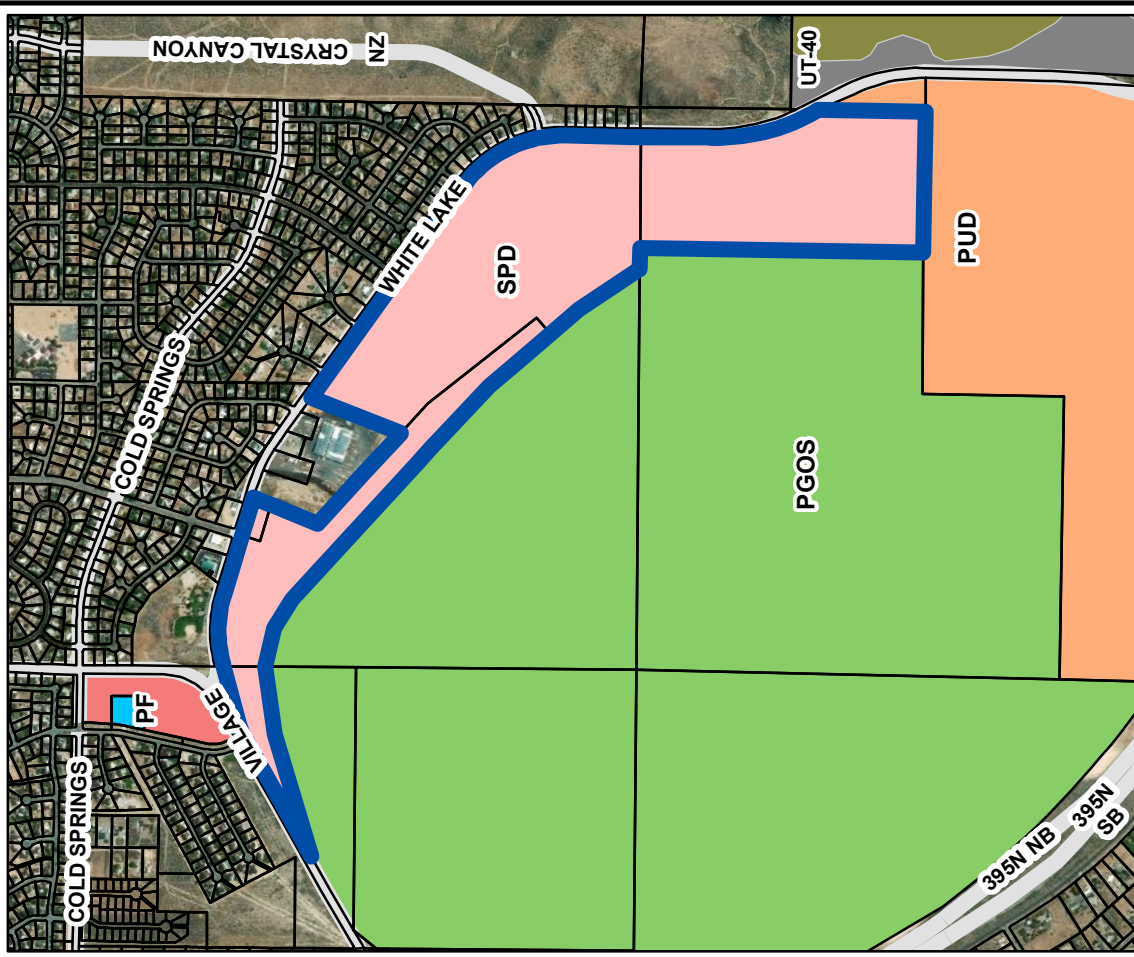 CRYSTAL CANYON
NZ
UT-40
WHITE LAKE
SPD
PUD
COLD SPRINGS
PGOS
PF
VILLAGE
COLD SPRINGS
395N NB
395N
SB